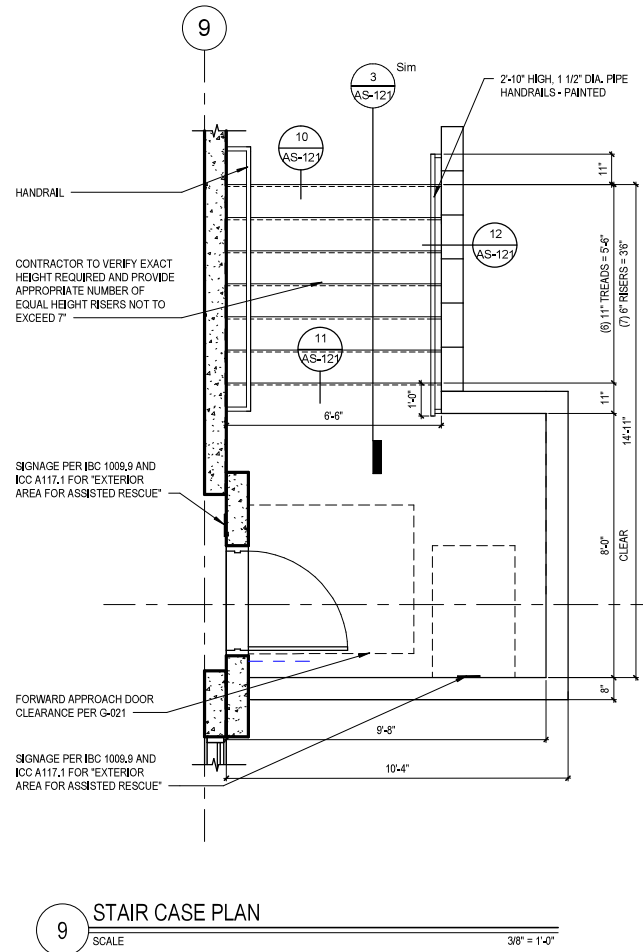 9
3
AS-121
Sim
2'-10" HIGH, 1 1/2" DIA. PIPE
HANDRAILS - PAINTED
10
AS-121
HANDRAIL
11"
12
AS-121
CONTRACTOR TO VERIFY EXACT
HEIGHT REQUIRED AND PROVIDE
APPROPRIATE NUMBER OF
EQUAL HEIGHT RISERS NOT TO
EXCEED 7"
(6) 11" TREADS = 5'-6"
(7) 6" RISERS = 3'6"
11
AS-121
1'-0"
11"
6'-6"
14'-11"
SIGNAGE PER IBC 1009.9 AND
ICC A117.1 FOR "EXTERIOR
AREA FOR ASSISTED RESCUE"
8'-0"
CLEAR
FORWARD APPROACH DOOR
CLEARANCE PER G-021
8"
9'-8"
SIGNAGE PER IBC 1009.9 AND
ICC A117.1 FOR "EXTERIOR
AREA FOR ASSISTED RESCUE"
10'-4"
9
STAIR CASE PLAN
SCALE
3/8" = 1'-0"